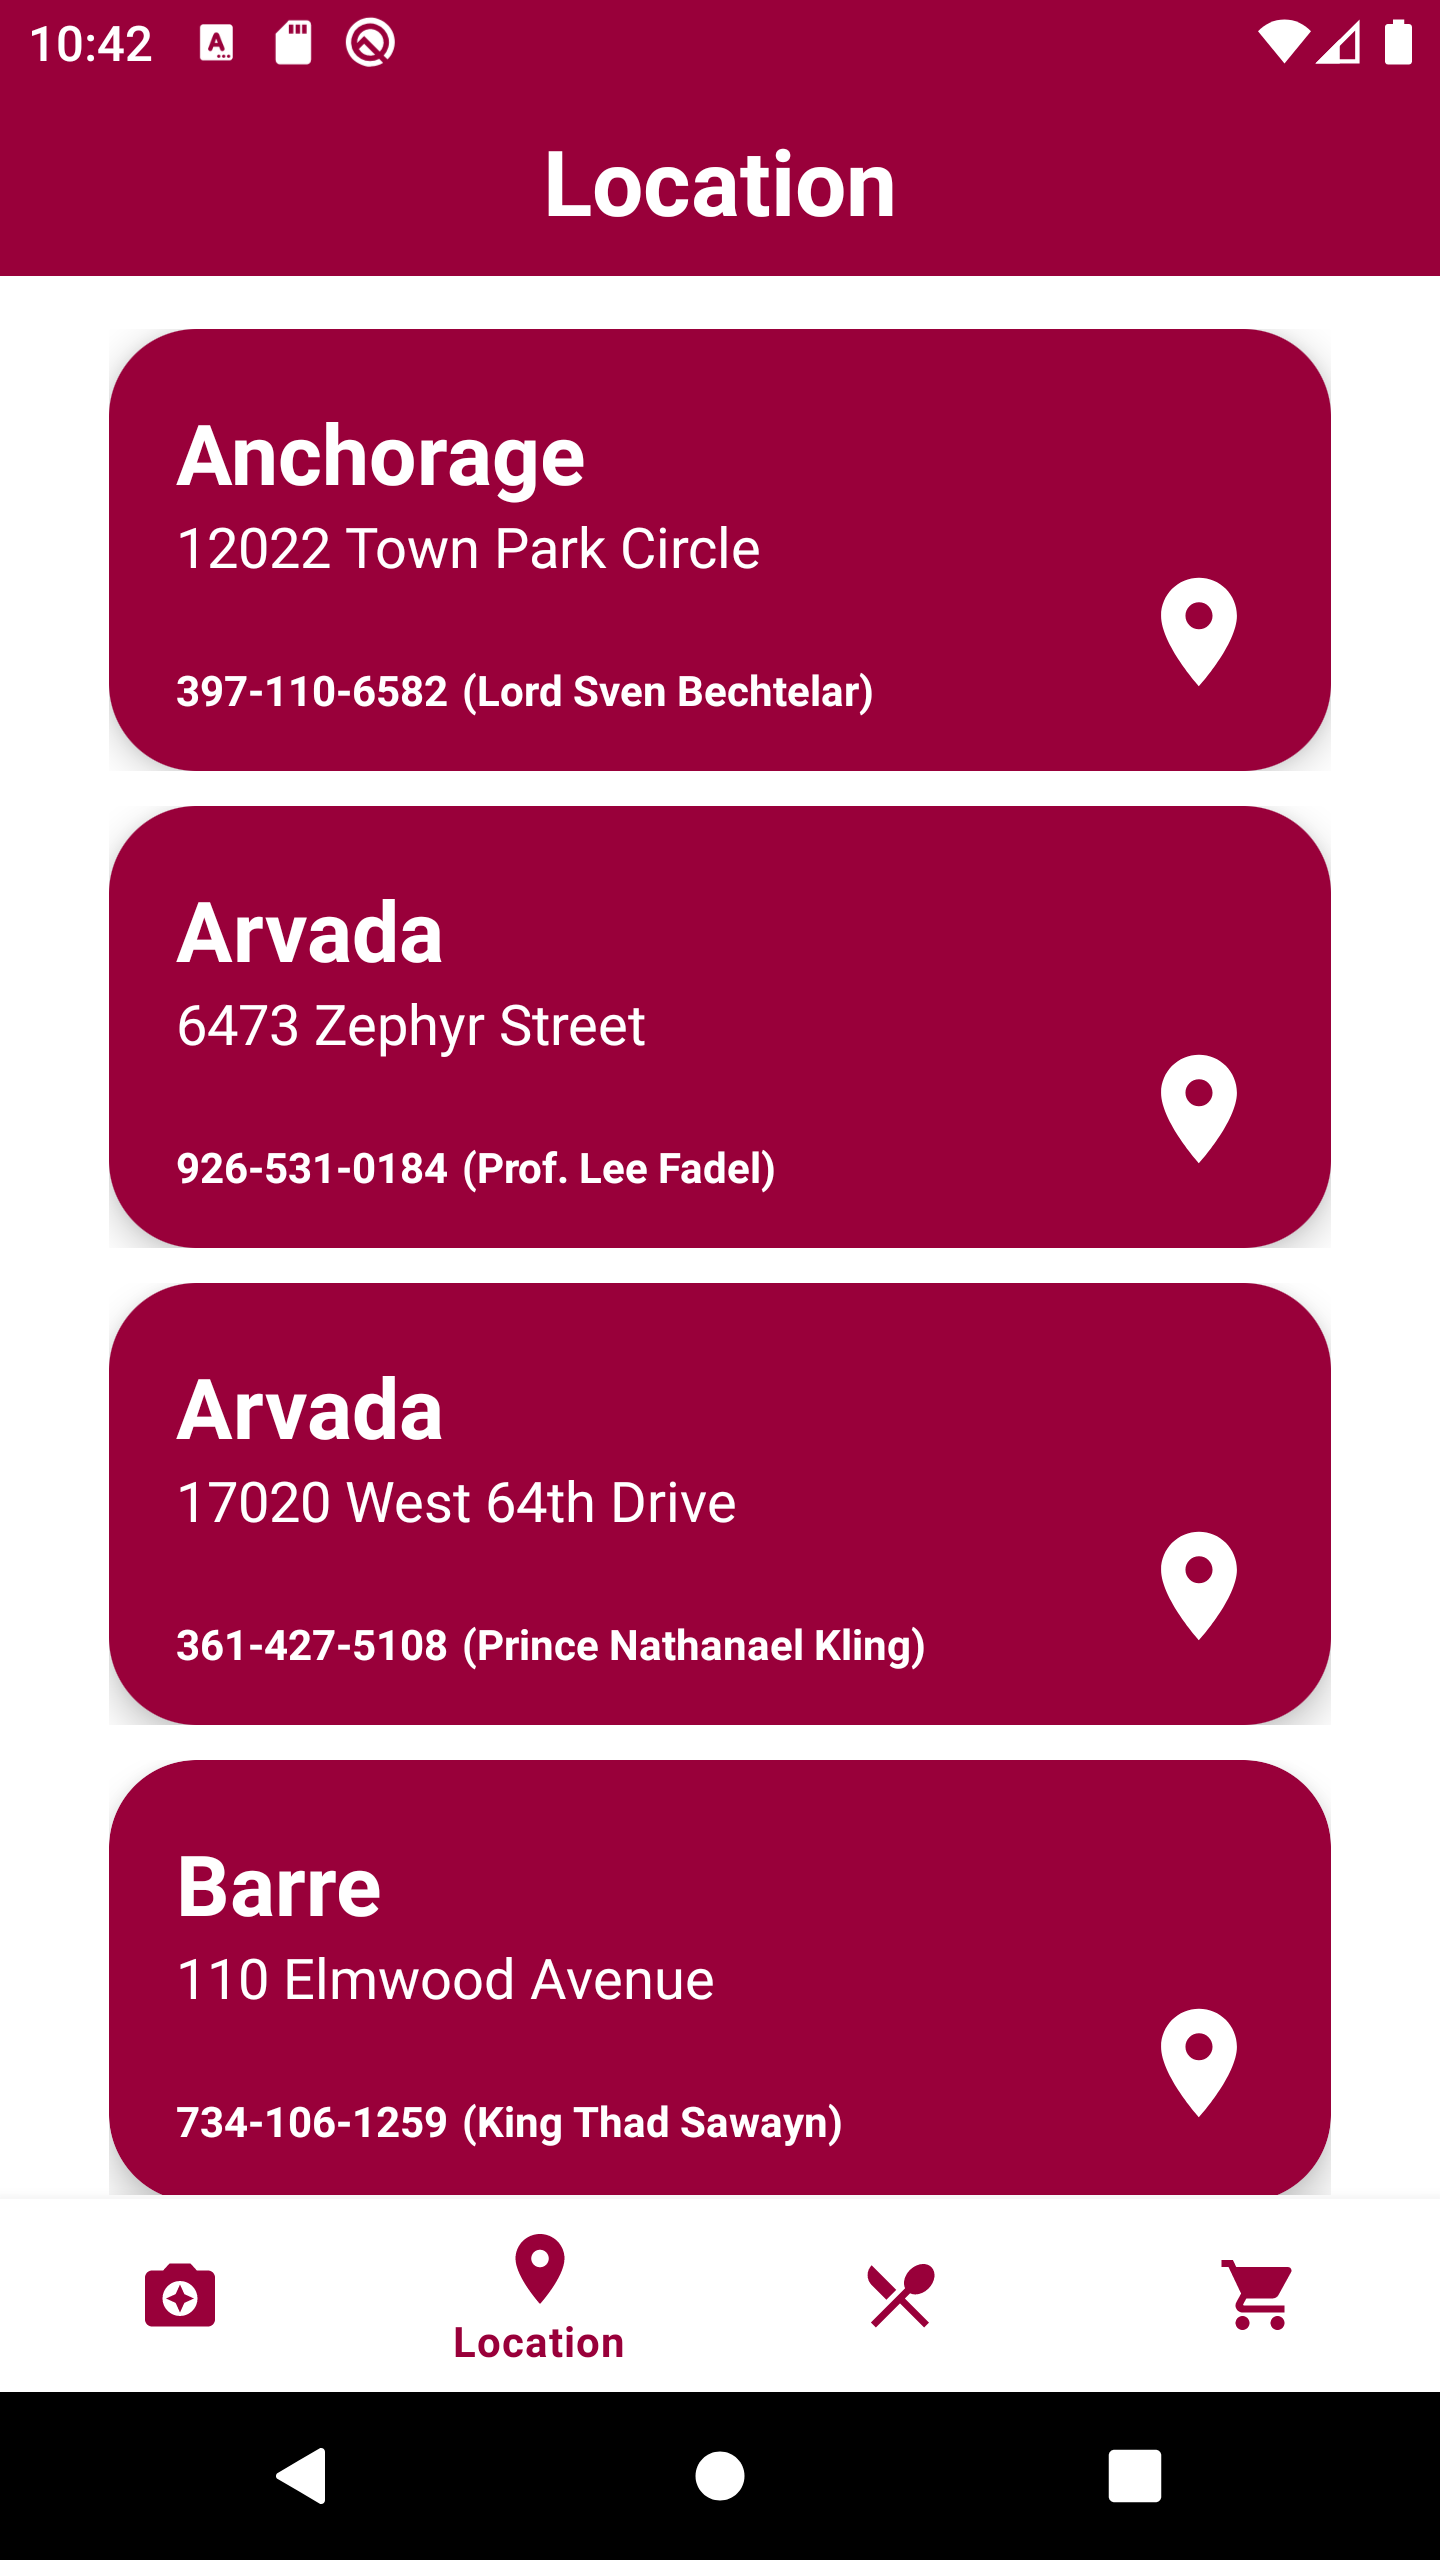 10:42
Location
Anchorage
12022 Town Park Circle
397-110-6582 (Lord Sven Bechtelar)
Arvada
6473 Zephyr Street
926-531-0184 (Prof. Lee Fadel)
Arvada
17020 West 64th Drive
361-427-5108 (Prince Nathanael Kling)
Barre
110 Elmwood Avenue
734-106-1259 (King Thad Sawayn)
Location